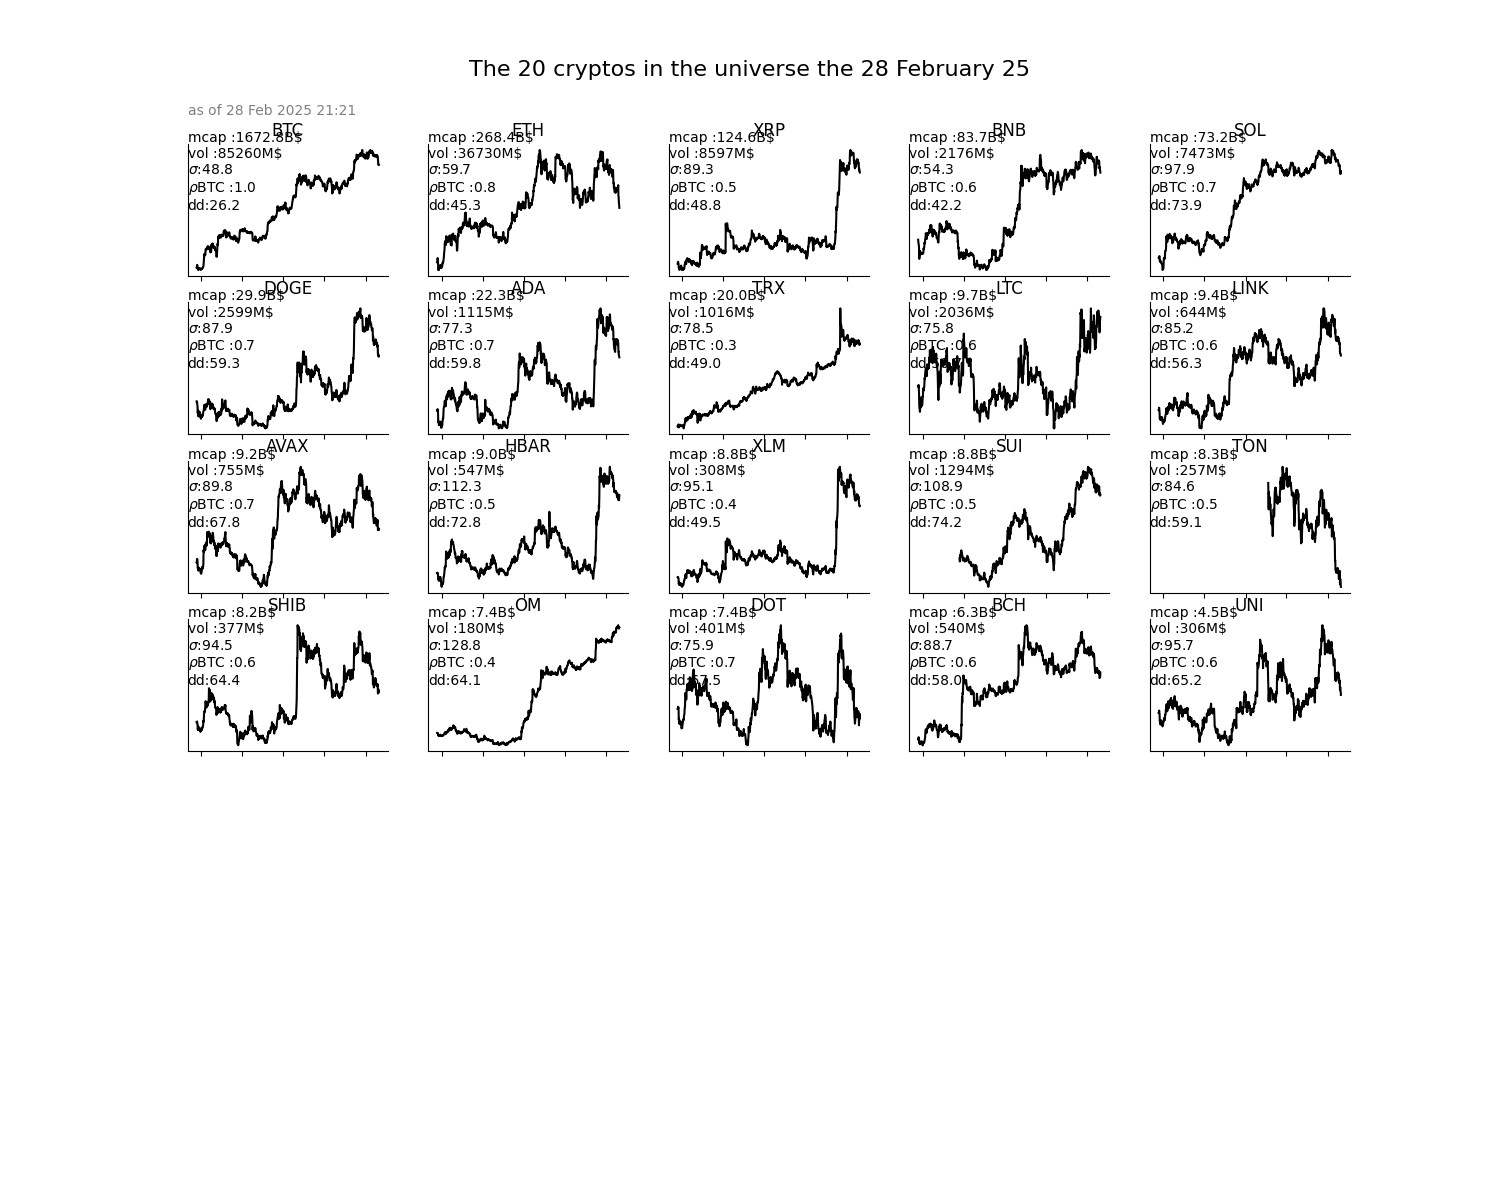 The 20 cryptos in the universe the 28 February 25
as of 28 Feb 2025 21:21
BTC
mcap :1672.8B$
vol :85260M$
σ:48.8
ρBTC :1.0
dd:26.2
ETH
mcap :268.4B$
vol :36730M$
σ:59.7
ρBTC :0.8
dd:45.3
XRP
mcap :124.6B$
vol :8597M$
σ:89.3
ρBTC :0.5
dd:48.8
BNB
mcap :83.7B$
vol :2176M$
σ:54.3
ρBTC :0.6
dd:42.2
SOL
mcap :73.2B$
vol :7473M$
σ:97.9
ρBTC :0.7
dd:73.9
DOGE
mcap :29.9B$
vol :2599M$
σ:87.9
ρBTC :0.7
dd:59.3
ADA
mcap :22.3B$
vol :1115M$
σ:77.3
ρBTC :0.7
dd:59.8
TRX
mcap :20.0B$
vol :1016M$
σ:78.5
ρBTC :0.3
dd:49.0
LTC
mcap :9.7B$
vol :2036M$
σ:75.8
ρBTC :0.6
LINK
mcap :9.4B$
vol :644M$
σ:85.2
ρBTC :0.6
dd:56.3
AVAX
mcap :9.2B$
vol :755M$
σ:89.8
ρBTC :0.7
dd:67.8
HBAR
mcap :9.0B$
vol :547M$
σ:112.3
ρBTC :0.5
dd:72.8
XLM
mcap :8.8B$
vol :308M$
σ:95.1
ρBTC :0.4
dd:49.5
SUI
mcap :8.8B$
vol :1294M$
σ:108.9
ρBTC :0.5
dd:74.2
TON
mcap :8.3B$
vol :257M$
σ:84.6
ρBTC :0.5
dd:59.1
SHIB
mcap :8.2B$
vol :377M$
σ:94.5
ρBTC :0.6
dd:64.4
OM
mcap :7.4B$
vol :180M$
σ:128.8
ρBTC :0.4
dd:64.1
DOT
mcap :7.4B$
vol :401M$
σ:75.9
ρBTC :0.7
dd:57.5
BCH
mcap :6.3B$
vol :540M$
σ:88.7
ρBTC :0.6
dd:58.0
UNI
mcap :4.5B$
vol :306M$
σ:95.7
ρBTC :0.6
dd:65.2